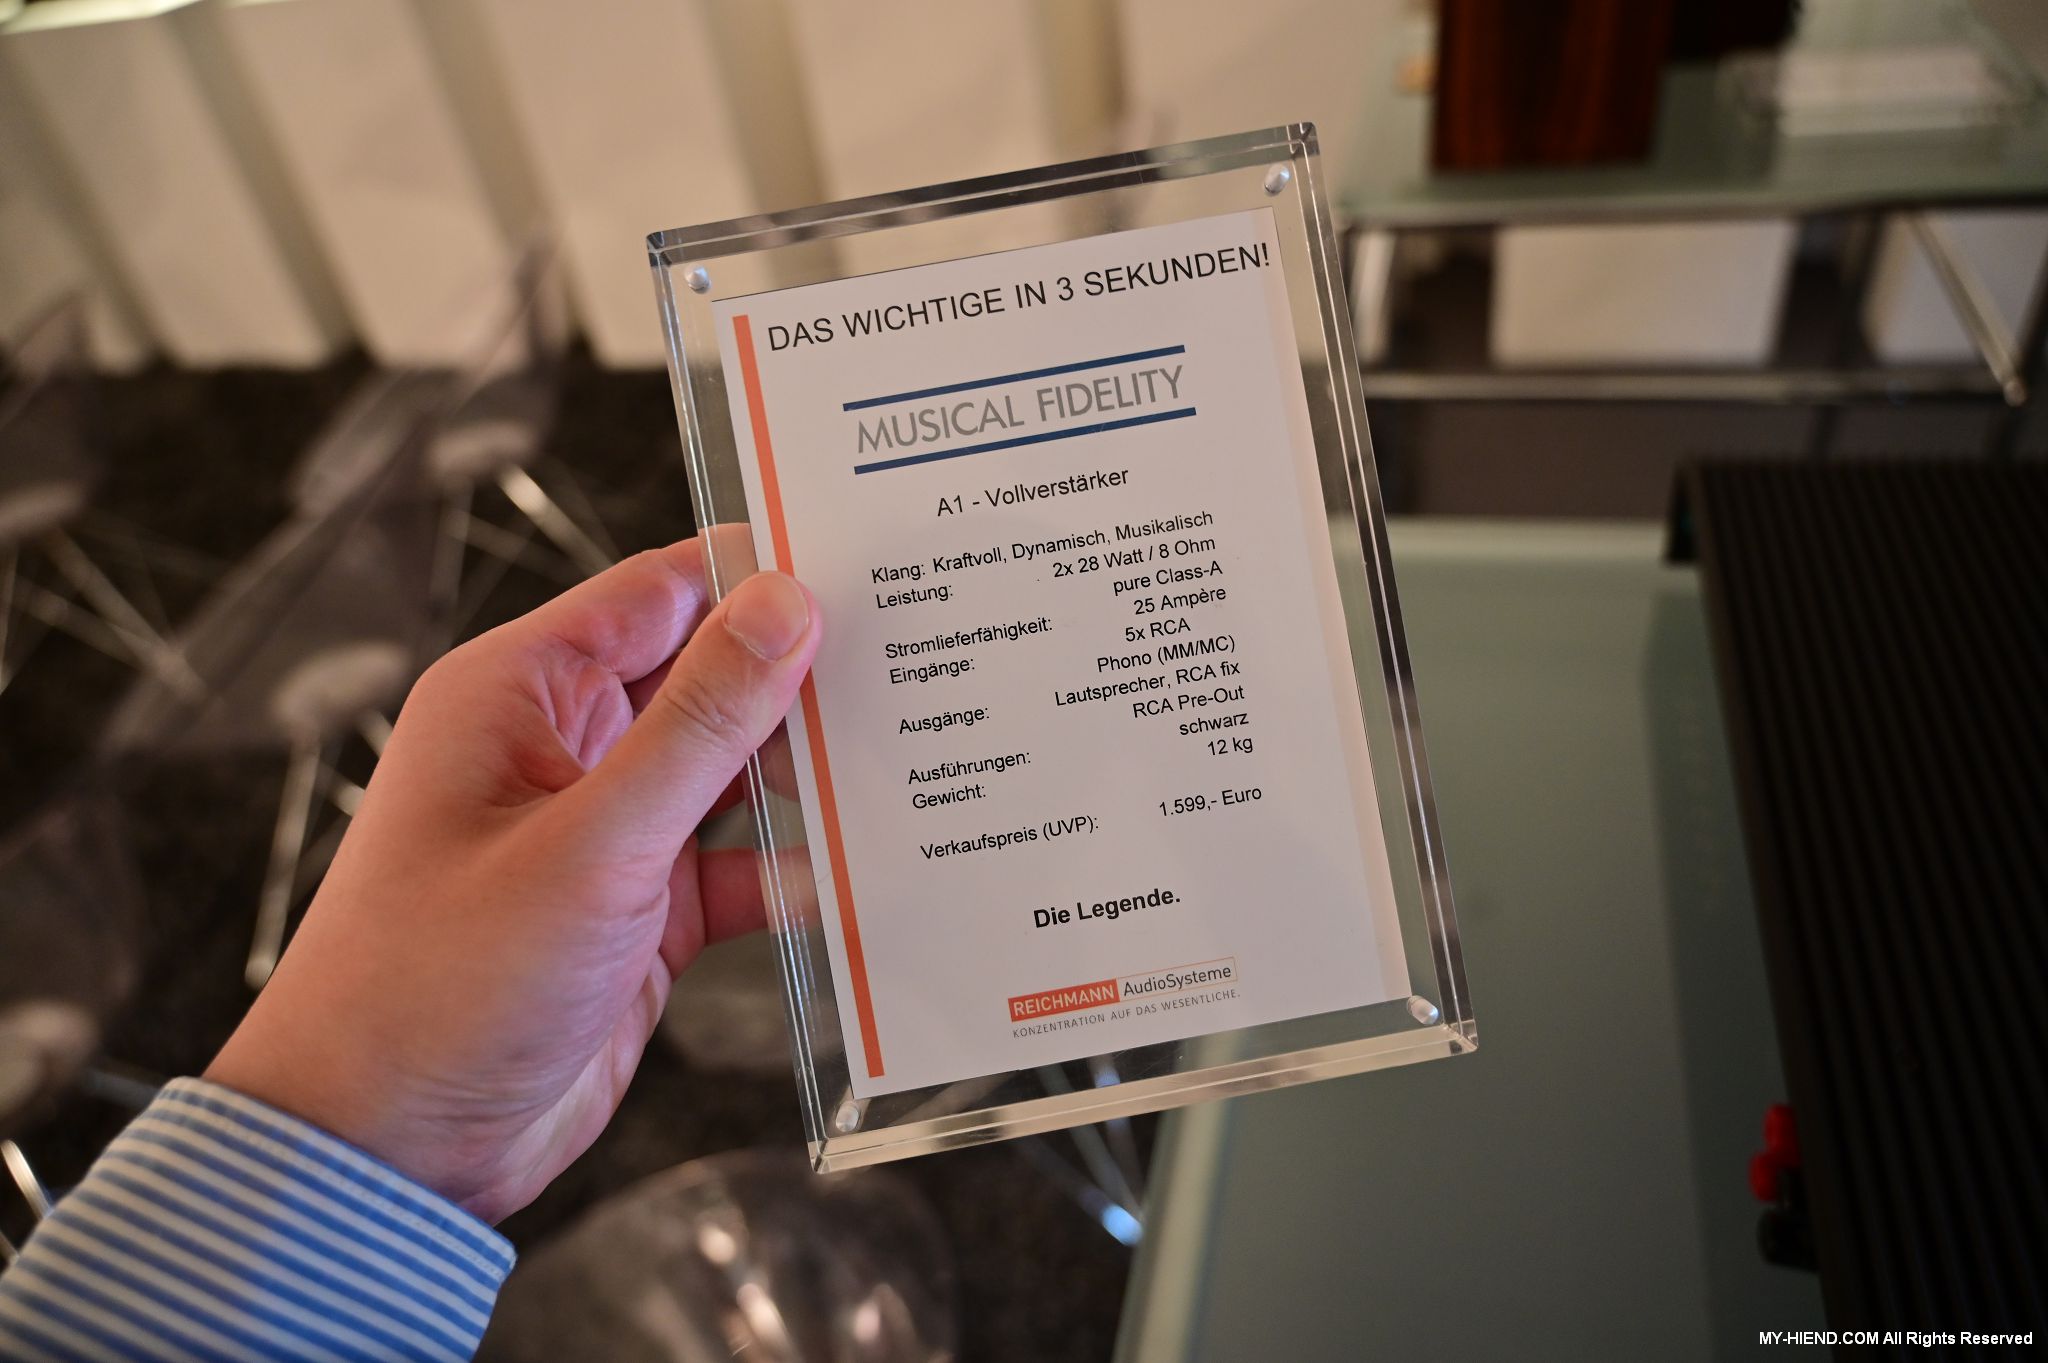 DAS WICHTIGE IN 3 SEKUNDEN!
MUSICAL FIDELITY
A1 - Vollverstärker
Klang: Kraftvoll, Dynamisch, Musikalisch
Leistung: 2x 28 Watt / 8 Ohm
pure Class-A
Stromlieferfähigkeit: 25 Ampère
Eingänge: 5x RCA
Phono (MM/MC)
Ausgänge: Lautsprecher, RCA fix
RCA Pre-Out
Ausführungen: schwarz
Gewicht: 12 kg
Verkaufspreis (UVP): 1.599,- Euro
Die Legende.
REICHMANN AudioSysteme
KONZENTRATION AUF DAS WESENTLICHE.
MY-HIEND.COM All Rights Reserved